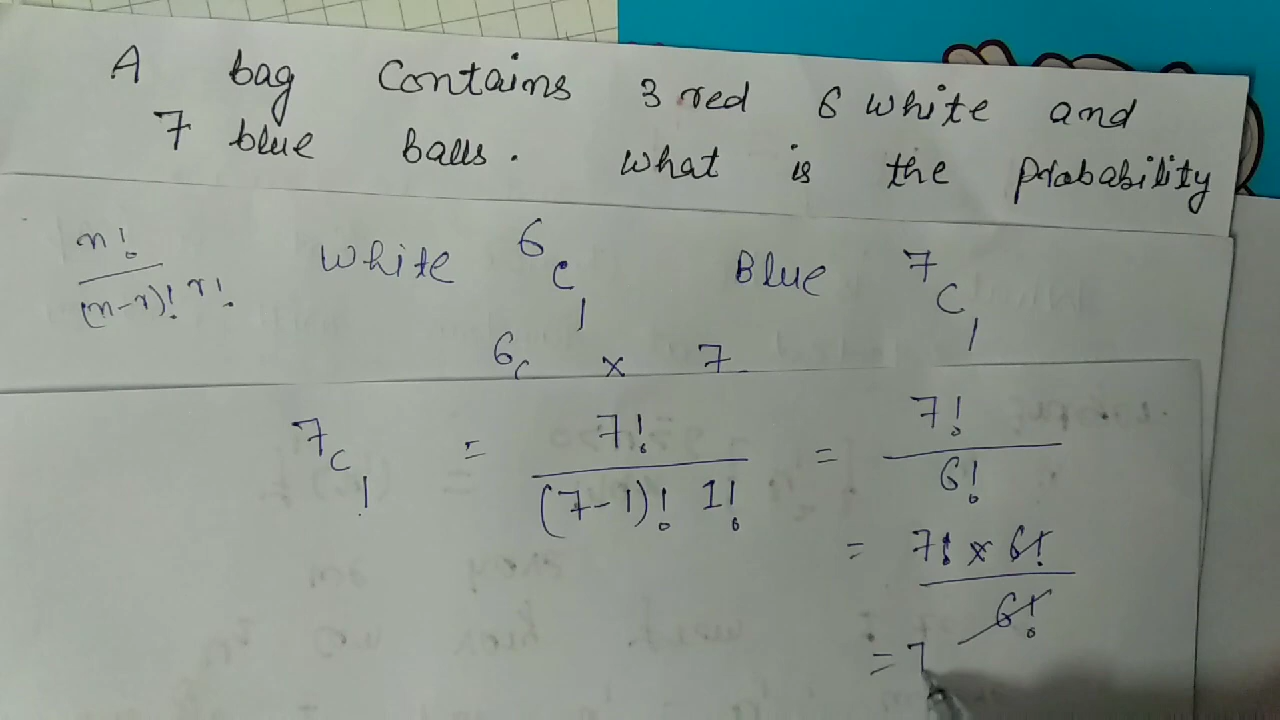 A bag contains 3 red 6 white and
7 blue balls. what is the probability
n!/(n-r)! r! White 6C1 Blue 7C1
6C × 7
7C1 = 7!/(7-1)! 1! = 7!/6!
= 7! × 6!/6!
= 7